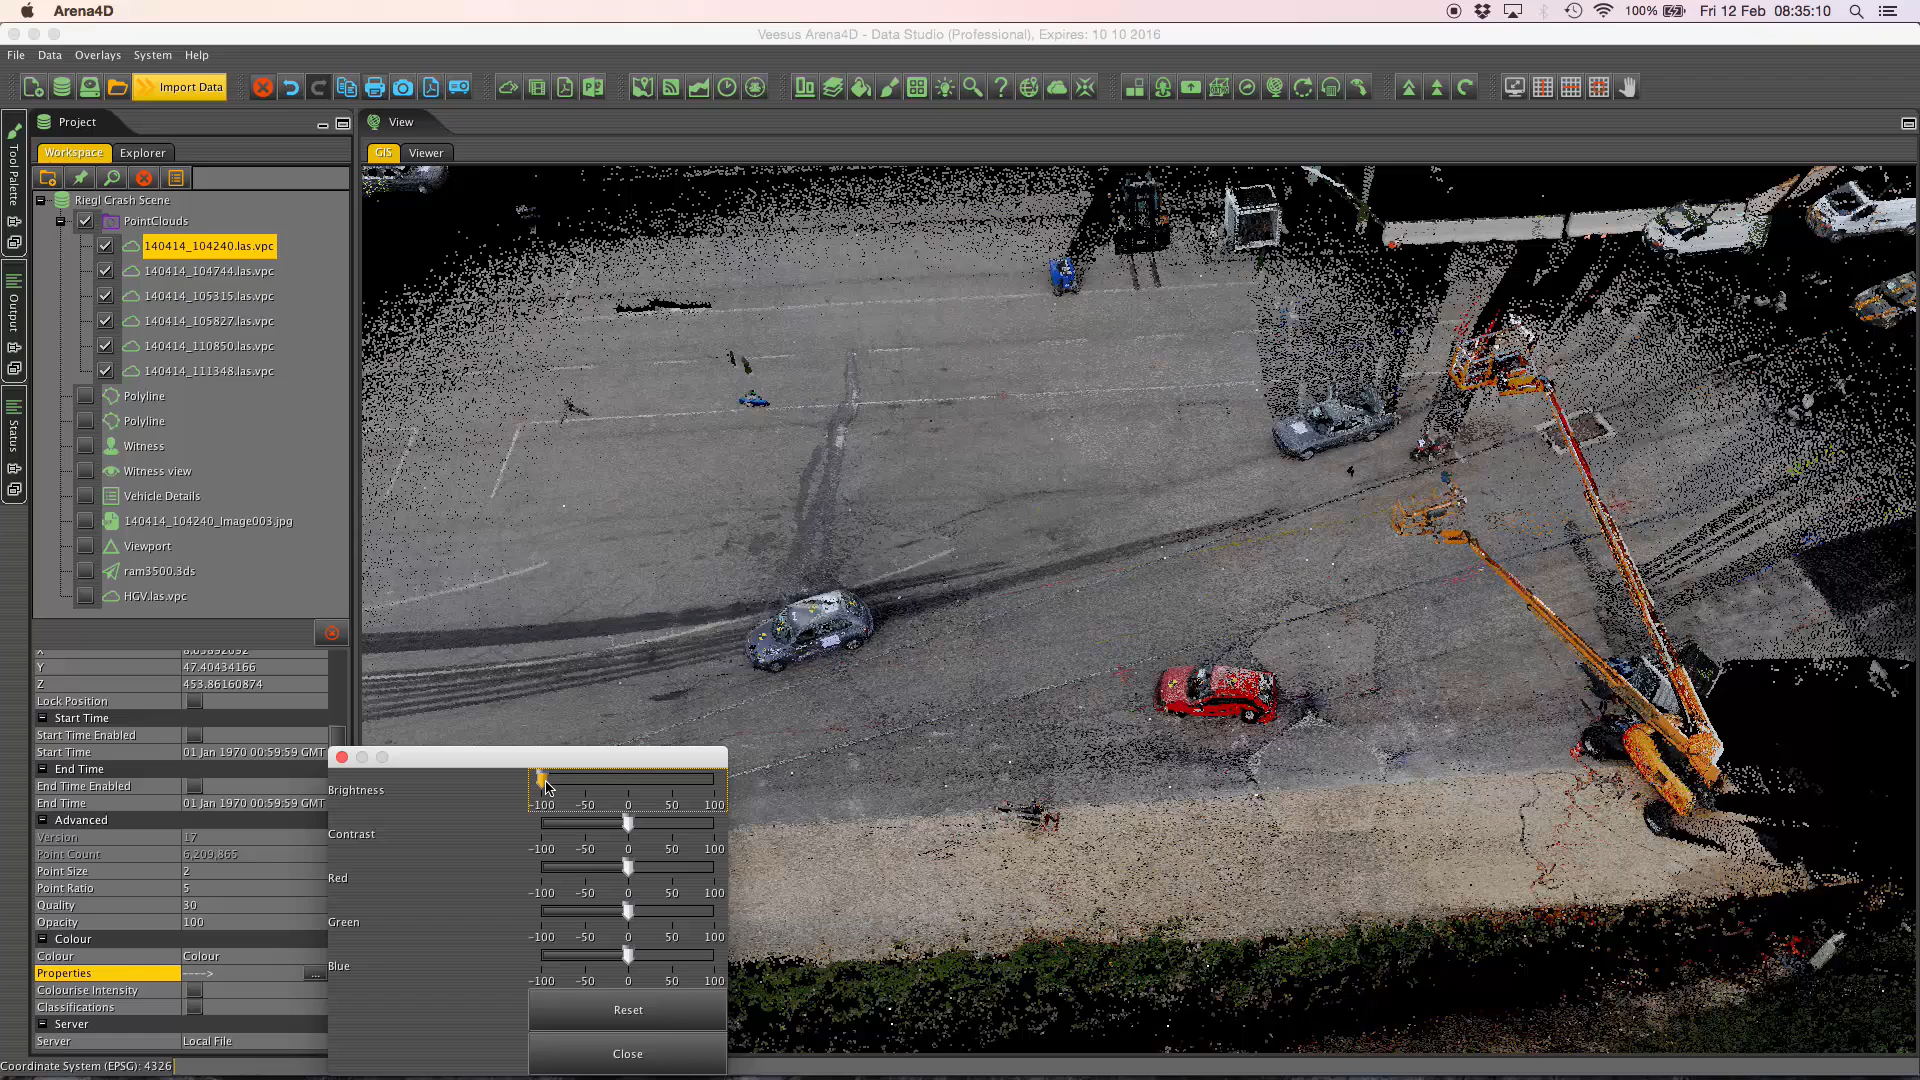 Arena4D
100% Fri 12 Feb 08:35:10
Veesus Arena4D - Data Studio (Professional), Expires: 10 10 2016
File Data Overlays System Help
Import Data
Project
View
Workspace Explorer
GIS Viewer
Tool Palette
Output
Status
Riegl Crash Scene
PointClouds
140414_104240.las.vpc
140414_104744.las.vpc
140414_105315.las.vpc
140414_105827.las.vpc
140414_110850.las.vpc
140414_111348.las.vpc
Polyline
Polyline
Witness
Witness view
Vehicle Details
140414_104240_Image003.jpg
Viewport
ram3500.3ds
HGV.las.vpc
Y 47.40434166
Z 453.86160874
Lock Position
Start Time
Start Time Enabled
Start Time 01 Jan 1970 00:59:59 GMT
End Time
End Time Enabled
End Time 01 Jan 1970 00:59:59 GMT
Advanced
Version 17
Point Count 6,209,865
Point Size 2
Point Ratio 5
Quality 30
Opacity 100
Colour
Colour Colour
Properties ----> ...
Colourise Intensity
Classifications
Server
Server Local File
Coordinate System (EPSG): 4326
Brightness
-100 -50 0 50 100
Contrast
-100 -50 0 50 100
Red
-100 -50 0 50 100
Green
-100 -50 0 50 100
Blue
-100 -50 0 50 100
Reset
Close